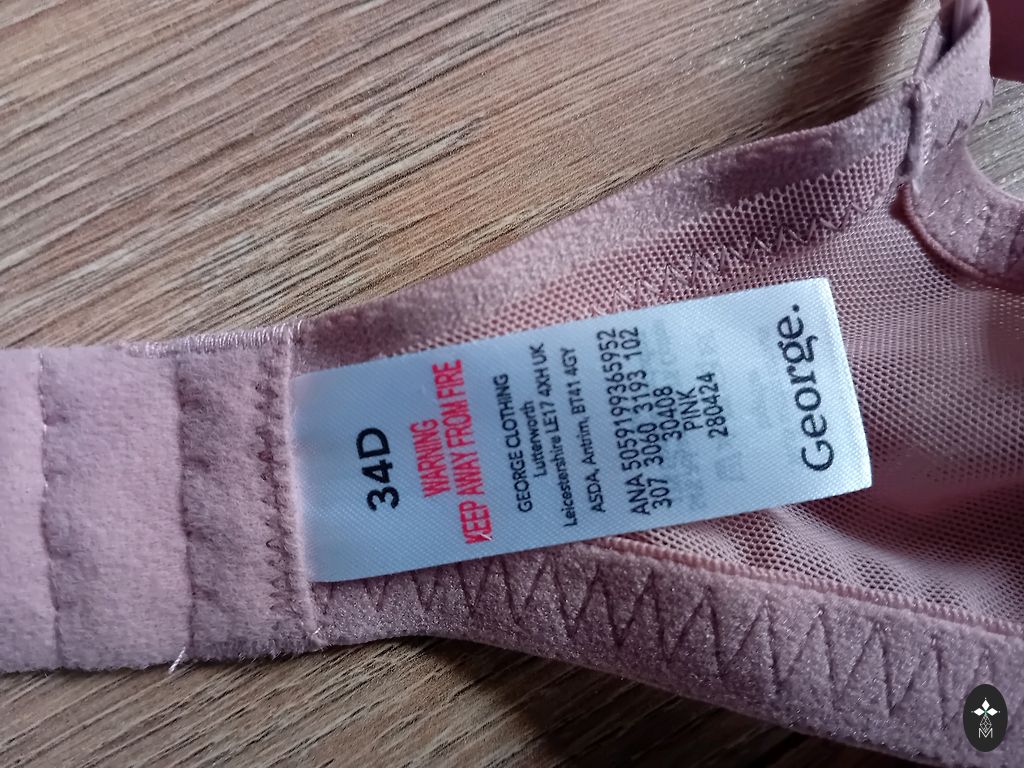 34D
WARNING
KEEP AWAY FROM FIRE
GEORGE CLOTHING
Lutterworth
Leicestershire LE17 4XH UK
ASDA, Antrim, BT41 4GY
ANA 5059199365952
307 3060 3193 102
30408
PINK
280424
George.
M